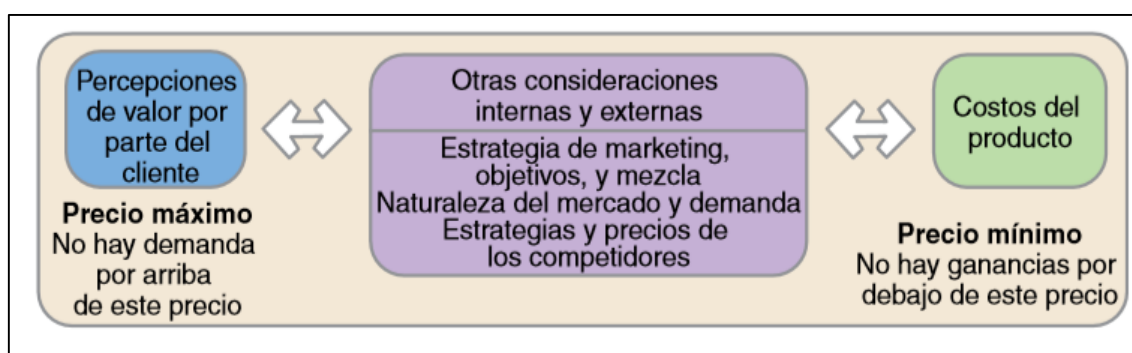 Percepciones
de valor por
parte del
cliente
Precio máximo
No hay demanda
por arriba
de este precio
Otras consideraciones
internas y externas
Estrategia de marketing,
objetivos, y mezcla
Naturaleza del mercado y demanda
Estrategias y precios de
los competidores
Costos del
producto
Precio mínimo
No hay ganancias por
debajo de este precio